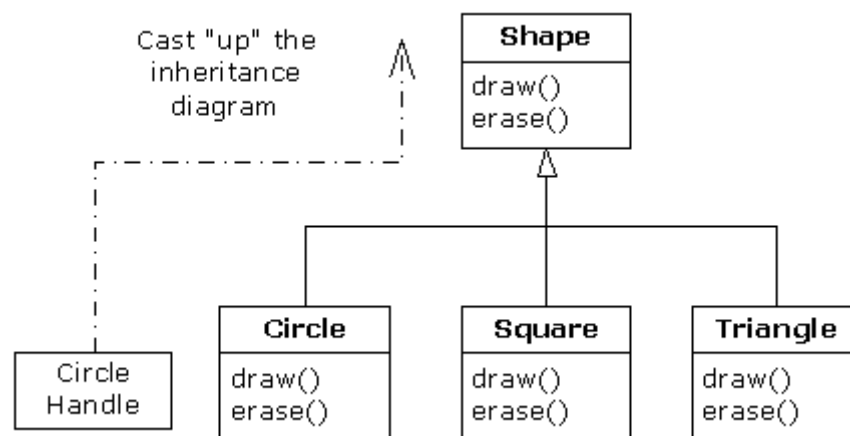 Cast "up" the
inheritance
diagram
Shape
draw()
erase()
Circle
Handle
Circle
draw()
erase()
Square
draw()
erase()
Triangle
draw()
erase()